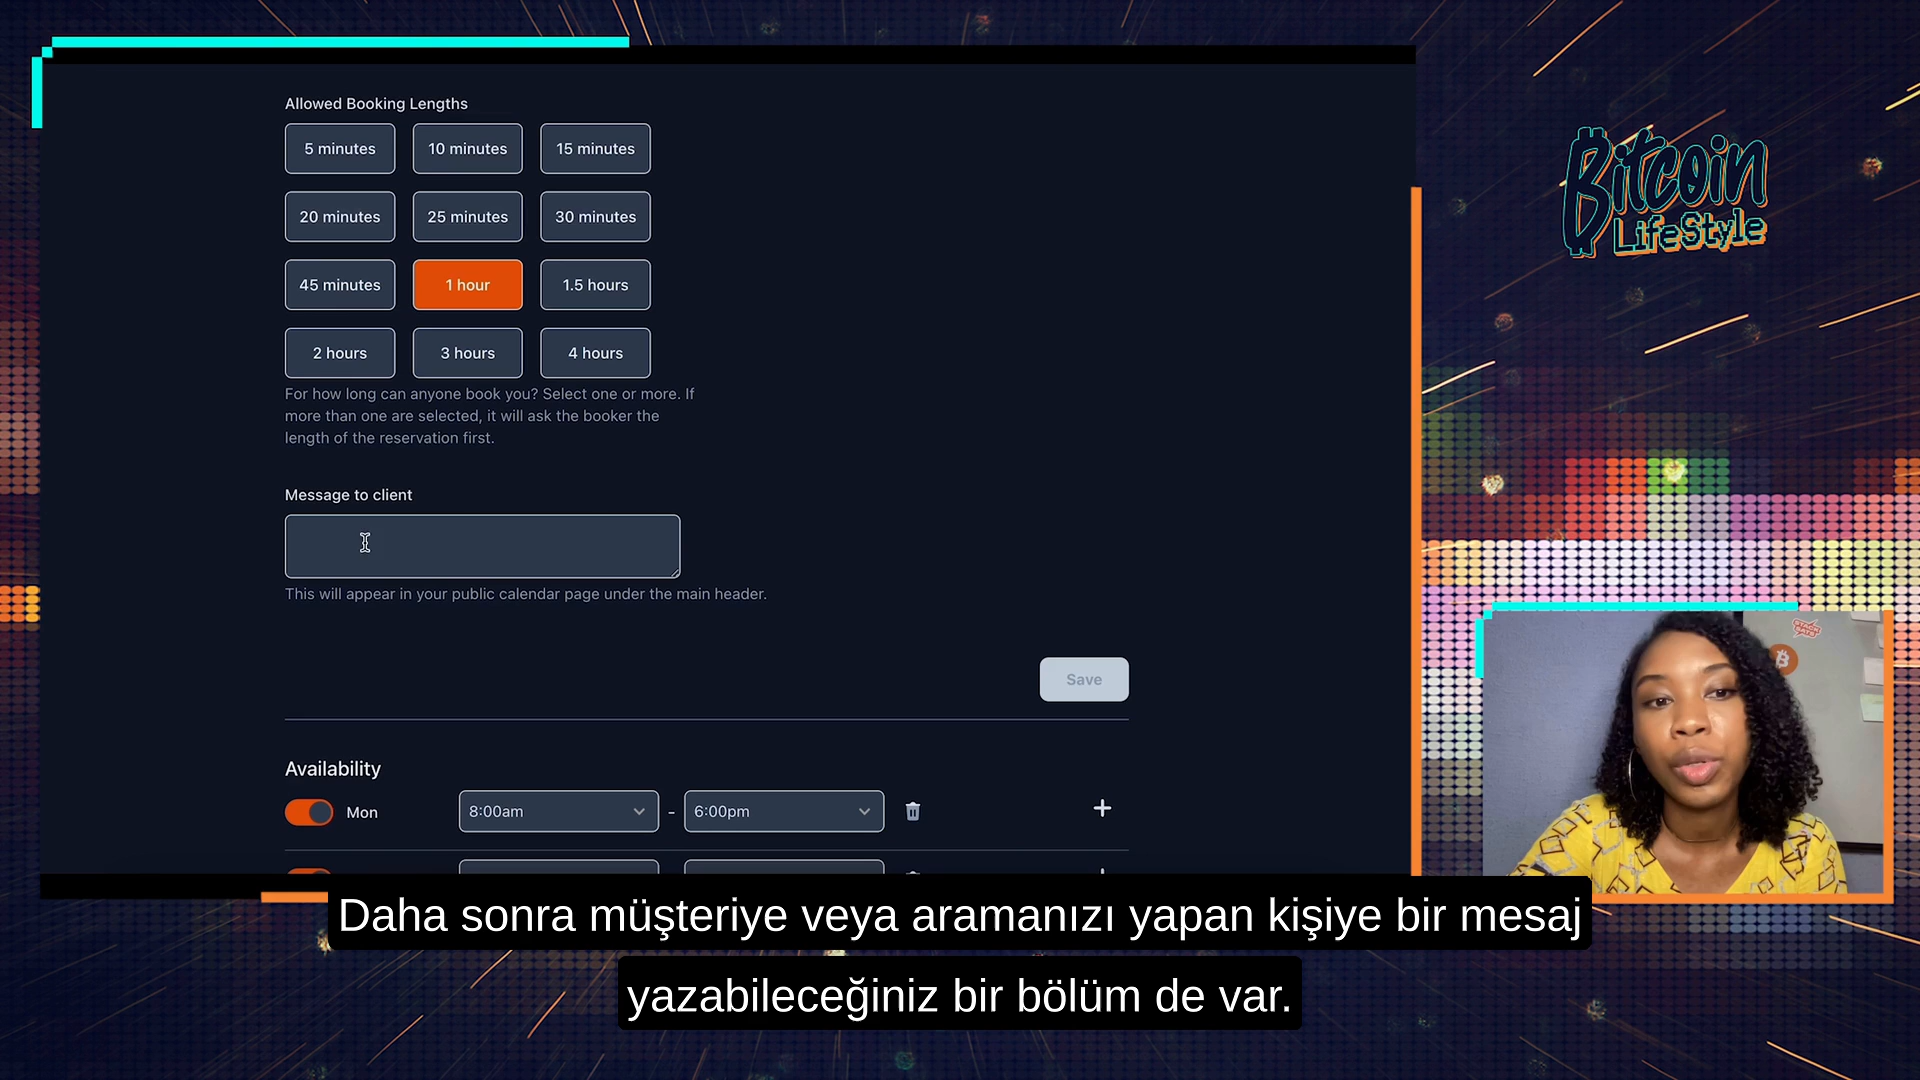 Allowed Booking Lengths
5 minutes
10 minutes
15 minutes
20 minutes
25 minutes
30 minutes
45 minutes
1 hour
1.5 hours
2 hours
3 hours
4 hours
For how long can anyone book you? Select one or more. If
more than one are selected, it will ask the booker the
length of the reservation first.
Message to client
This will appear in your public calendar page under the main header.
Save
Availability
Mon
8:00am
-
6:00pm
Bitcoin
LifeStyle
STACK
SATS
Daha sonra müşteriye veya aramanızı yapan kişiye bir mesaj
yazabileceğiniz bir bölüm de var.